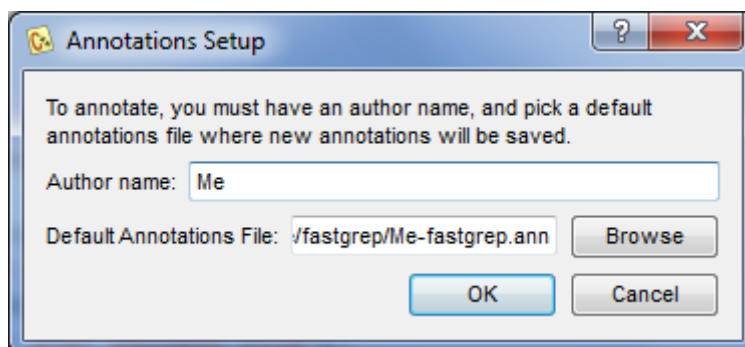 Annotations Setup
To annotate, you must have an author name, and pick a default
annotations file where new annotations will be saved.
Author name: Me
Default Annotations File: /fastgrep/Me-fastgrep.ann Browse
OK Cancel